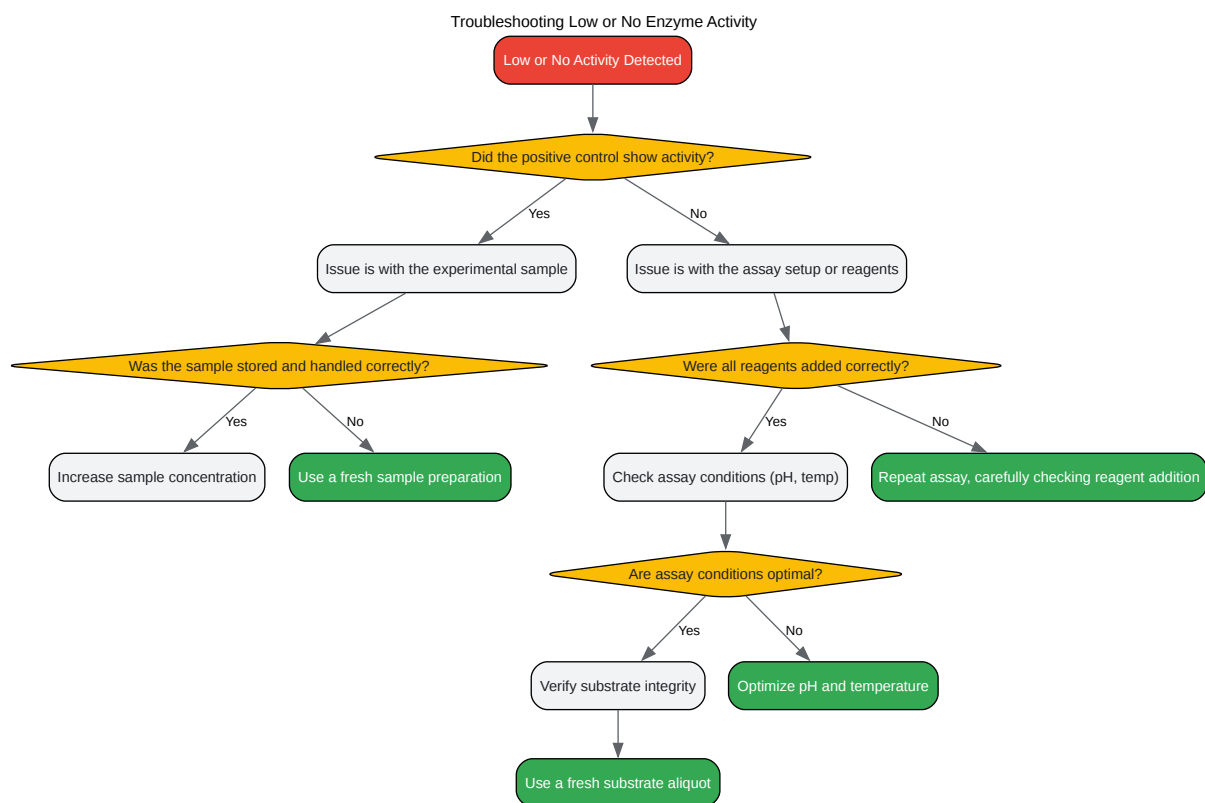 Troubleshooting Low or No Enzyme Activity
Low or No Activity Detected
Did the positive control show activity?
Yes
No
Issue is with the experimental sample
Issue is with the assay setup or reagents
Was the sample stored and handled correctly?
Were all reagents added correctly?
Yes
No
Yes
No
Increase sample concentration
Use a fresh sample preparation
Check assay conditions (pH, temp)
Repeat assay, carefully checking reagent addition
Are assay conditions optimal?
Yes
No
Verify substrate integrity
Optimize pH and temperature
Use a fresh substrate aliquot